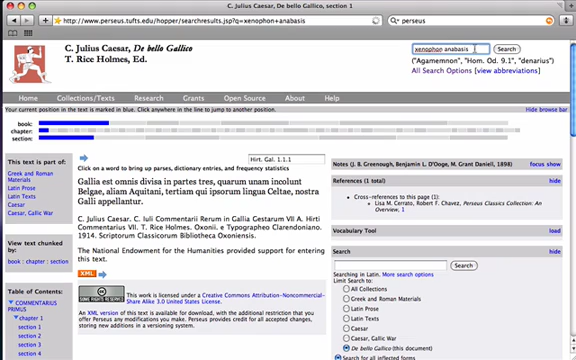 C. Julius Caesar, De bello Gallico, section 1
http://www.perseus.tufts.edu/hopper/searchresults.jsp?q=xenophon+anabasis
perseus
C. Julius Caesar, De bello Gallico
T. Rice Holmes, Ed.
xenophon anabasis
Search
("Agamemnon", "Hom. Od. 9.1", "denarius")
All Search Options [view abbreviations]
Home Collections/Texts Research Grants Open Source About Help
Your current position in the text is marked in blue. Click anywhere in the line to jump to another position.
Hide browse bar
book:
chapter:
section:
This text is part of:
Greek and Roman
Materials
Latin Prose
Latin Texts
Caesar
Caesar, Gallic War
View text chunked
by:
book : chapter : section
Table of Contents:
COMMENTARIUS
PRIMUS
chapter 1
section 1
section 2
section 3
Hirt. Gal. 1.1.1
Click on a word to bring up parses, dictionary entries, and frequency statistics
Gallia est omnis divisa in partes tres, quarum unam incolunt
Belgae, aliam Aquitani, tertiam qui ipsorum lingua Celtae, nostra
Galli appellantur.
C. Julius Caesar. C. Iuli Commentarii Rerum in Gallia Gestarum VII A. Hirti
Commentarius VII. T. Rice Holmes. Oxonii. e Typographeo Clarendoniano.
1914. Scriptorum Classicorum Bibliotheca Oxoniensis.
The National Endowment for the Humanities provided support for entering
this text.
XML
SOME RIGHTS RESERVED
This work is licensed under a Creative Commons Attribution-Noncommercial-
Share Alike 3.0 United States License.
An XML version of this text is available for download, with the additional restriction that you
offer Perseus any modifications you make. Perseus provides credit for all accepted changes,
storing new additions in a versioning system.
Notes (J. B. Greenough, Benjamin L. D'Ooge, M. Grant Daniell, 1898)
focus show
References (1 total)
hide
Cross-references to this page (1):
Lisa M. Cerrato, Robert F. Chavez, Perseus Classics Collection: An
Overview, 1
Vocabulary Tool
load
Search
hide
Search
Searching in Latin. More search options
Limit Search to:
All Collections
Greek and Roman Materials
Latin Prose
Latin Texts
Caesar
Caesar, Gallic War
De bello Gallico (this document)
Search for all inflected forms